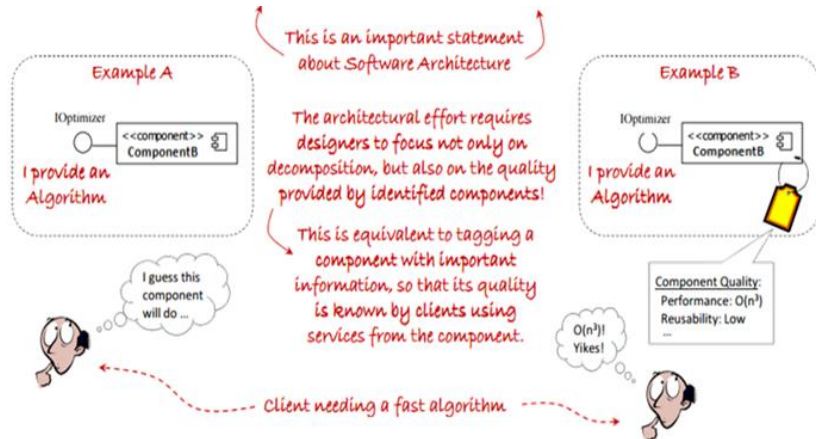 This is an important statement
about Software Architecture
Example A
IOptimizer
<<component>>
ComponentB
I provide an
Algorithm
The architectural effort requires
designers to focus not only on
decomposition, but also on the quality
provided by identified components!
This is equivalent to tagging a
component with important
information, so that its quality
is known by clients using
services from the component.
Example B
IOptimizer
<<component>>
ComponentB
I provide an
Algorithm
Component Quality:
Performance: O(n³)
Reusability: Low
...
I guess this
component
will do ...
O(n³)!
Yikes!
Client needing a fast algorithm